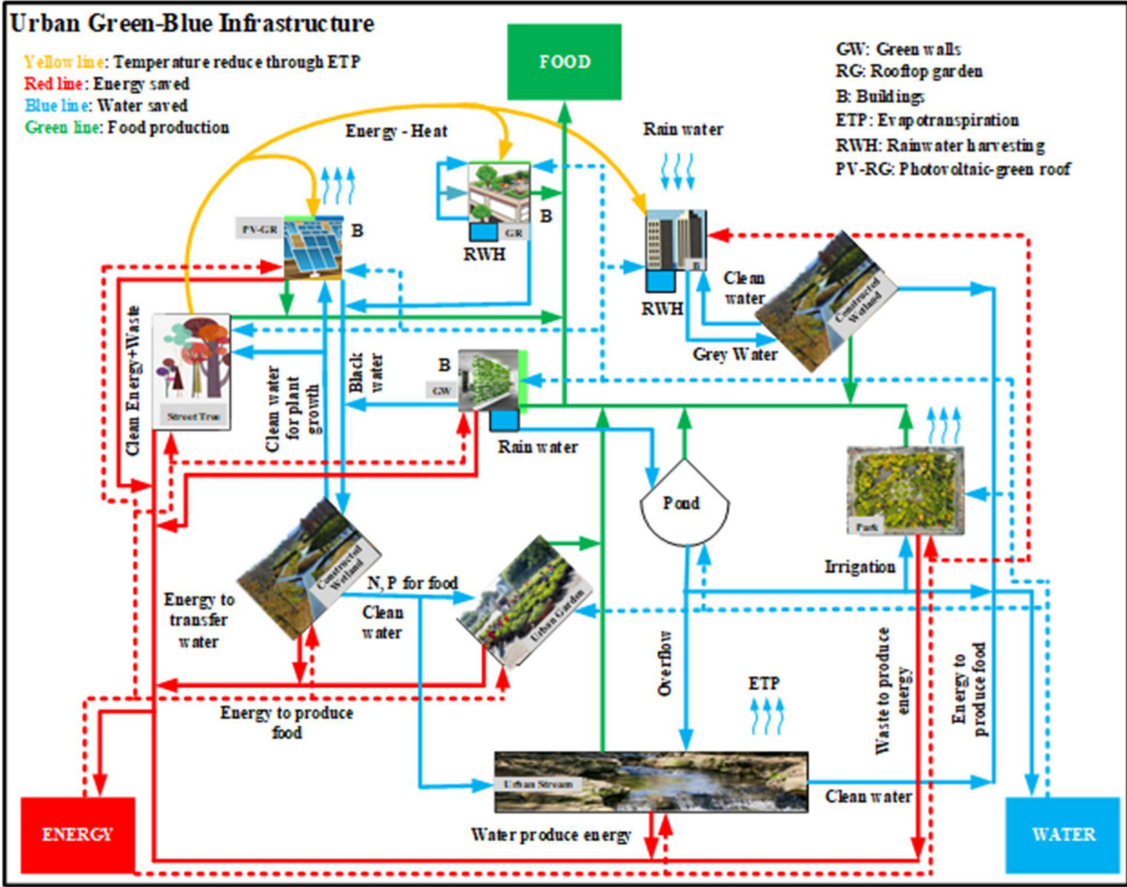 Urban Green-Blue Infrastructure
Yellow line: Temperature reduce through ETP
Red line: Energy saved
Blue line: Water saved
Green line: Food production
FOOD
GW: Green walls
RG: Rooftop garden
B: Buildings
ETP: Evapotranspiration
RWH: Rainwater harvesting
PV-RG: Photovoltaic-green roof
Energy - Heat
Rain water
PV-GR
B
B
GR
RWH
B
RWH
Clean
water
Grey Water
Constructed
Wetland
Clean Energy+Waste
Street Tree
Clean water
for plant
growth
Black
water
B
GW
Rain water
Pond
Park
Irrigation
Constructed
Wetland
N, P for food
Clean
water
Urban Garden
Energy to
transfer
water
Energy to produce
food
Overflow
ETP
Waste to produce
energy
Energy to
produce food
Urban Stream
Clean water
Water produce energy
ENERGY
WATER